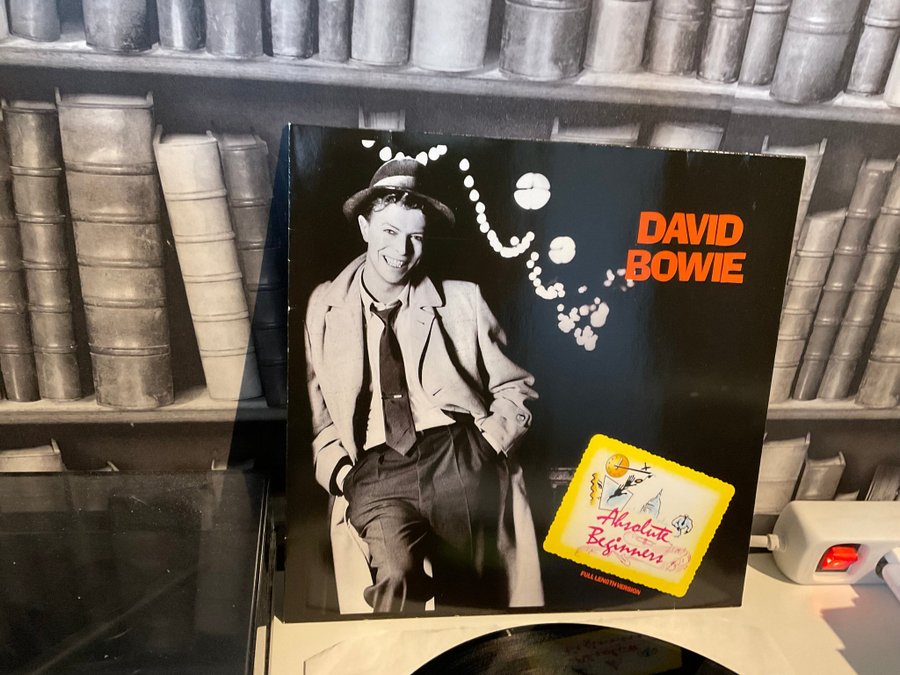 DAVID
BOWIE
Absolute
Beginners
FULL LENGTH VERSION